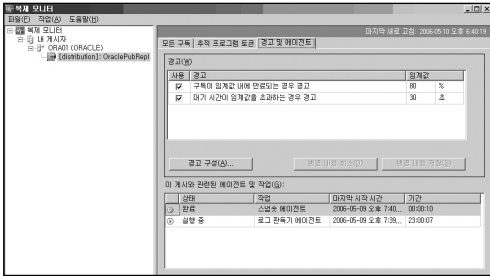 복제 모니터
파일(F) 작업(A) 도움말(H)
복제 모니터
내 게시자
ORA01 (ORACLE)
[distribution]: OraclePubRepl
마지막 새로 고침: 2006-05-10 오후 6:40:19
모든 구독 추적 프로그램 토큰 경고 및 에이전트
경고(W)
사용 경고 임계값
구독이 임계값 내에 만료되는 경우 경고 80 %
대기 시간이 임계값을 초과하는 경우 경고 30 초
경고 구성(A)...
변경 내용 저장(S)
이 게시와 관련된 에이전트 및 작업(G):
상태 작업 마지막 시작 시간 기간
완료 스냅숏 에이전트 2006-05-09 오후 7:40... 00:00:10
실행 중 로그 판독기 에이전트 2006-05-09 오후 7:39... 23:00:07